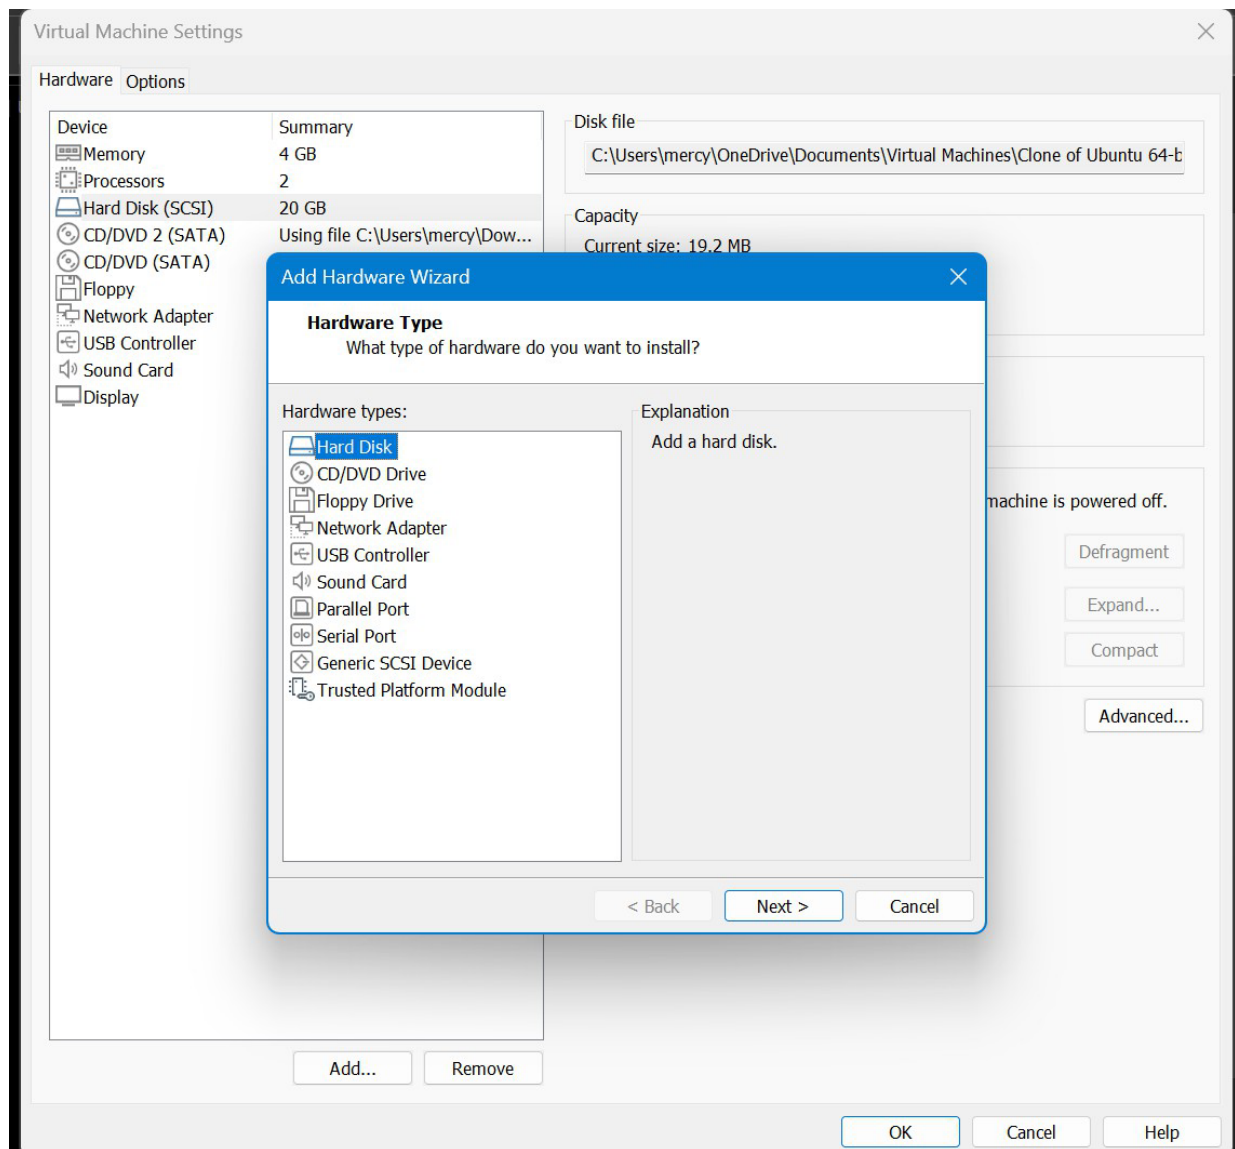 Virtual Machine Settings
Hardware Options
Device Summary
Memory 4 GB
Processors 2
Hard Disk (SCSI) 20 GB
CD/DVD 2 (SATA) Using file C:\Users\mercy\Dow...
CD/DVD (SATA)
Floppy
Network Adapter
USB Controller
Sound Card
Display
Disk file
C:\Users\mercy\OneDrive\Documents\Virtual Machines\Clone of Ubuntu 64-b
Capacity
Current size: 19.2 MB
machine is powered off.
Defragment
Expand...
Compact
Advanced...
Add Hardware Wizard
Hardware Type
What type of hardware do you want to install?
Hardware types:
Hard Disk
CD/DVD Drive
Floppy Drive
Network Adapter
USB Controller
Sound Card
Parallel Port
Serial Port
Generic SCSI Device
Trusted Platform Module
Explanation
Add a hard disk.
< Back Next > Cancel
Add... Remove
OK Cancel Help